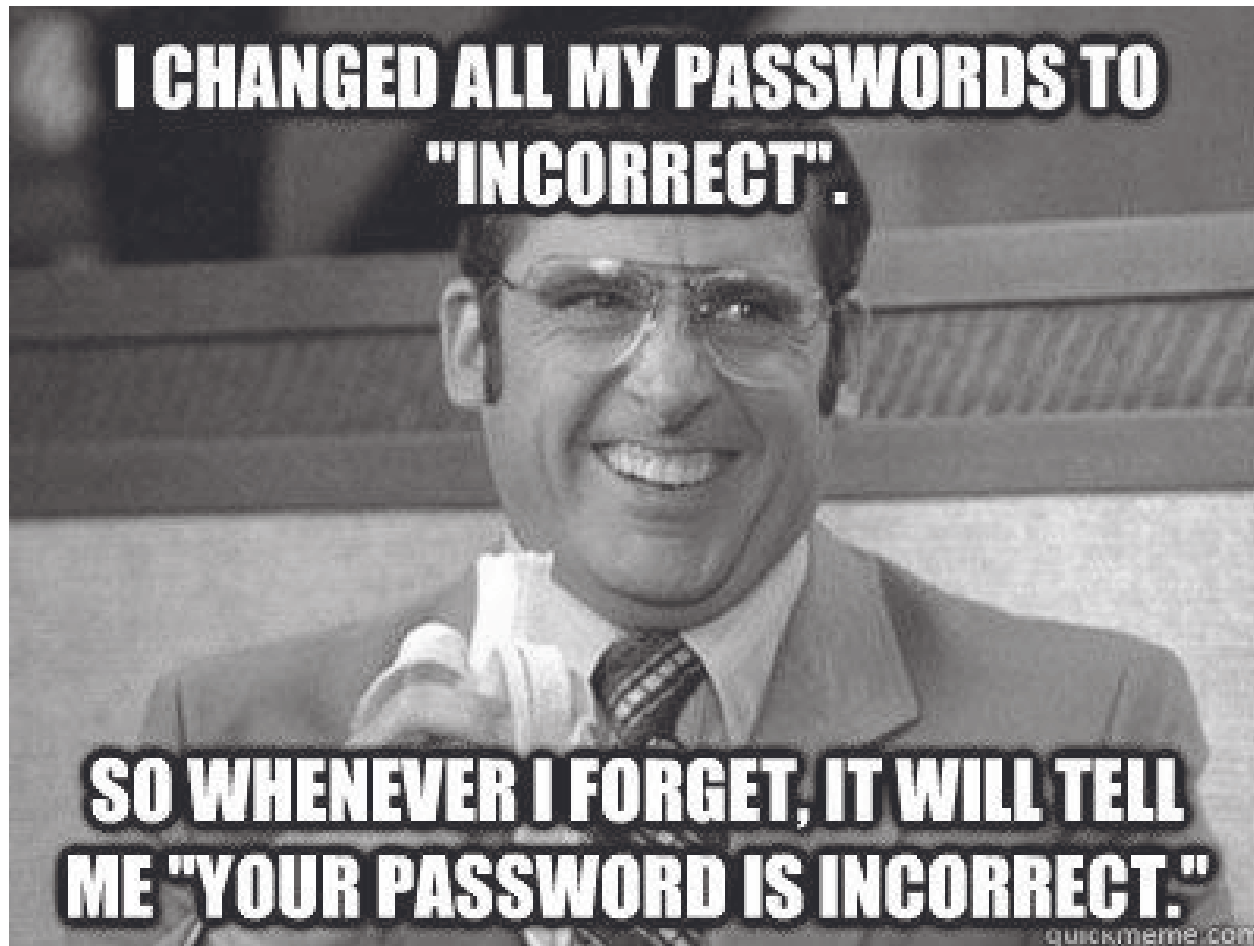 I CHANGED ALL MY PASSWORDS TO
"INCORRECT".
SO WHENEVER I FORGET, IT WILL TELL
ME "YOUR PASSWORD IS INCORRECT."
quickmeme.com